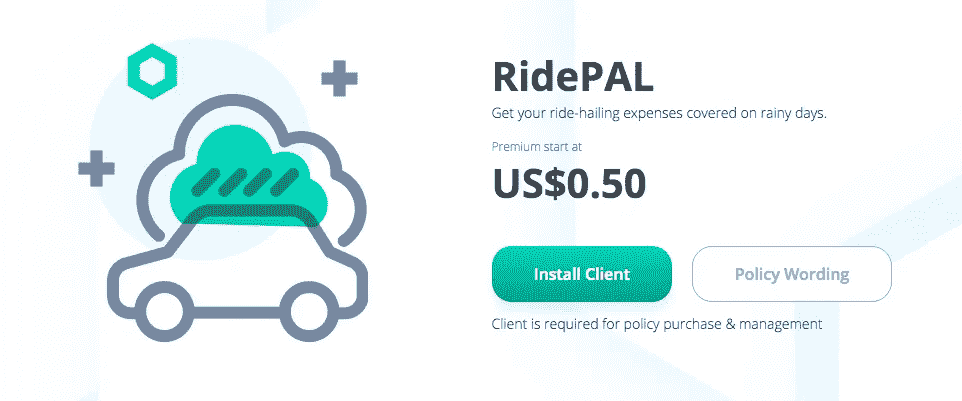 RidePAL
Get your ride-hailing expenses covered on rainy days.
Premium start at
US$0.50
Install Client
Policy Wording
Client is required for policy purchase & management